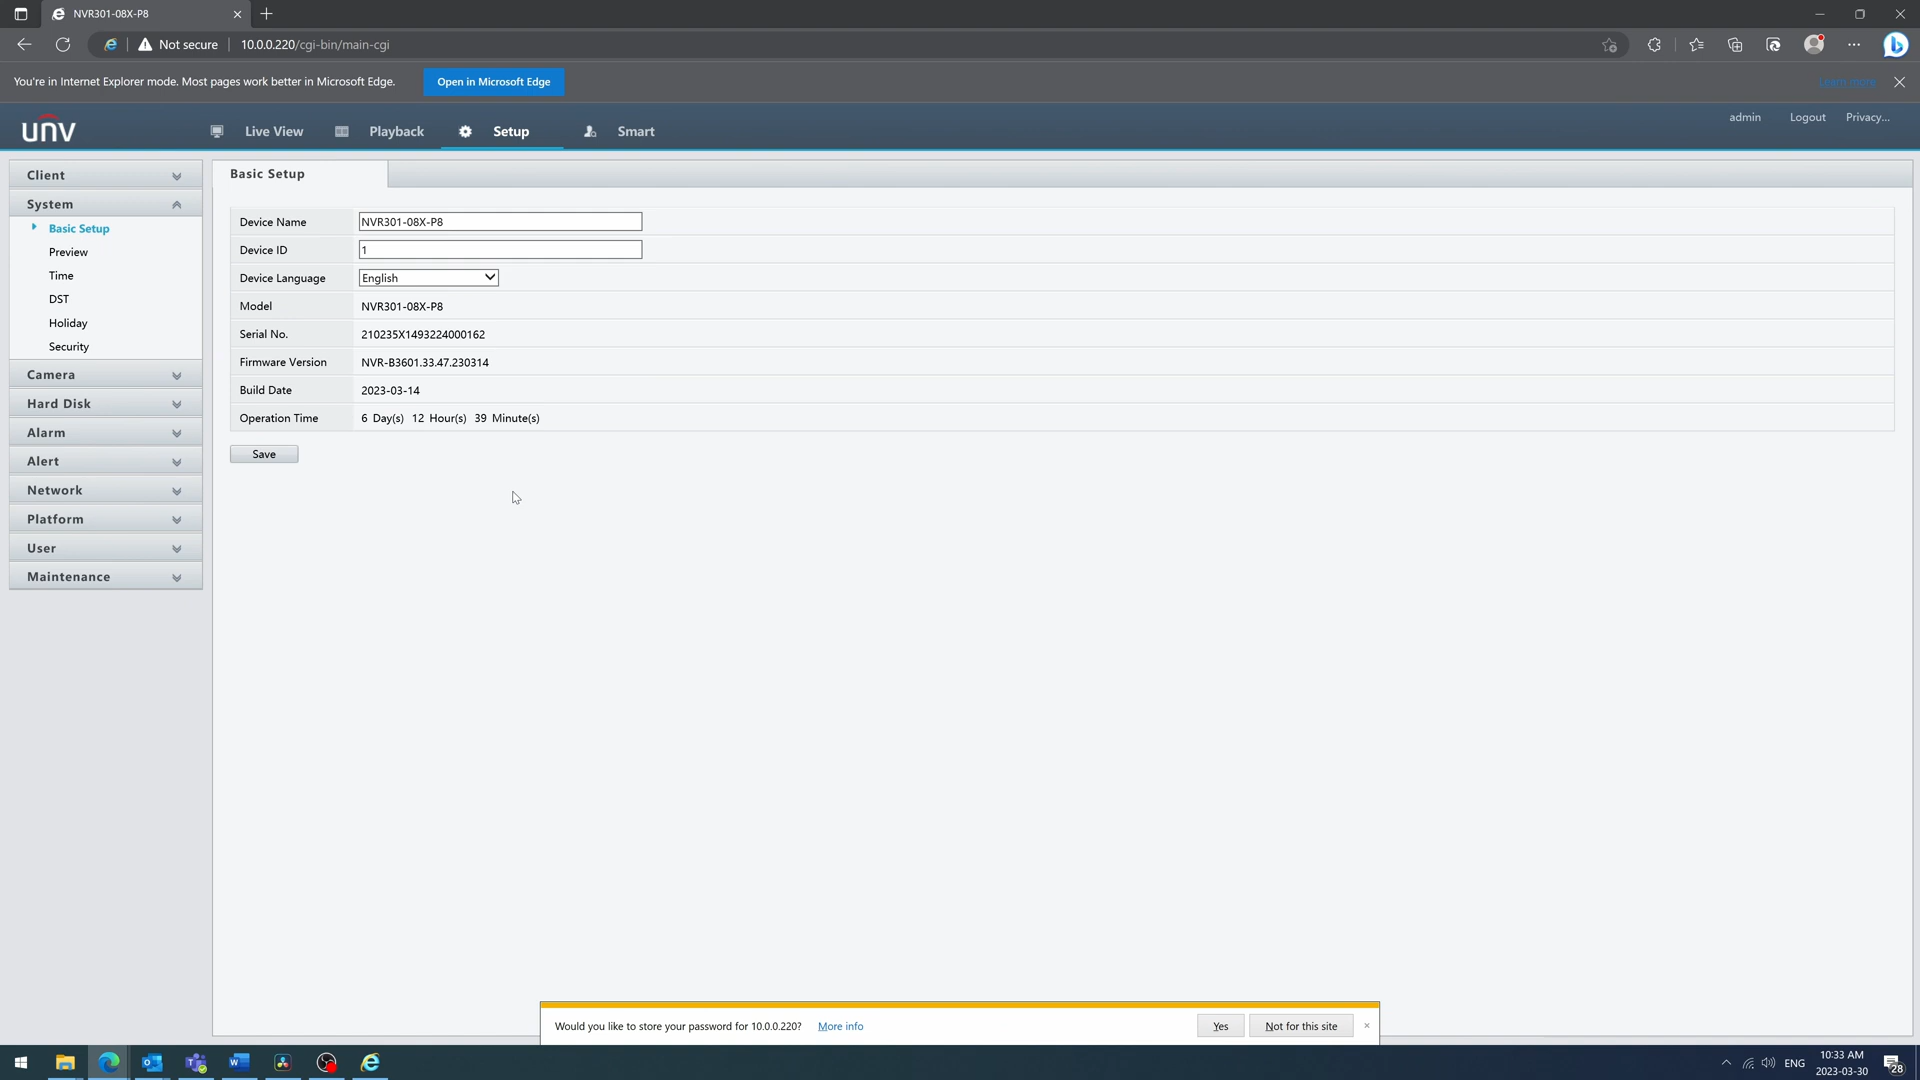 NVR301-08X-P8
Not secure 10.0.0.220/cgi-bin/main-cgi
You're in Internet Explorer mode. Most pages work better in Microsoft Edge. Open in Microsoft Edge Learn more
unv Live View Playback Setup Smart admin Logout Privacy...
Client
System
Basic Setup
Preview
Time
DST
Holiday
Security
Camera
Hard Disk
Alarm
Alert
Network
Platform
User
Maintenance
Basic Setup
Device Name NVR301-08X-P8
Device ID 1
Device Language English
Model NVR301-08X-P8
Serial No. 210235X1493224000162
Firmware Version NVR-B3601.33.47.230314
Build Date 2023-03-14
Operation Time 6 Day(s) 12 Hour(s) 39 Minute(s)
Save
Would you like to store your password for 10.0.0.220? More info Yes Not for this site
ENG
10:33 AM
2023-03-30
28